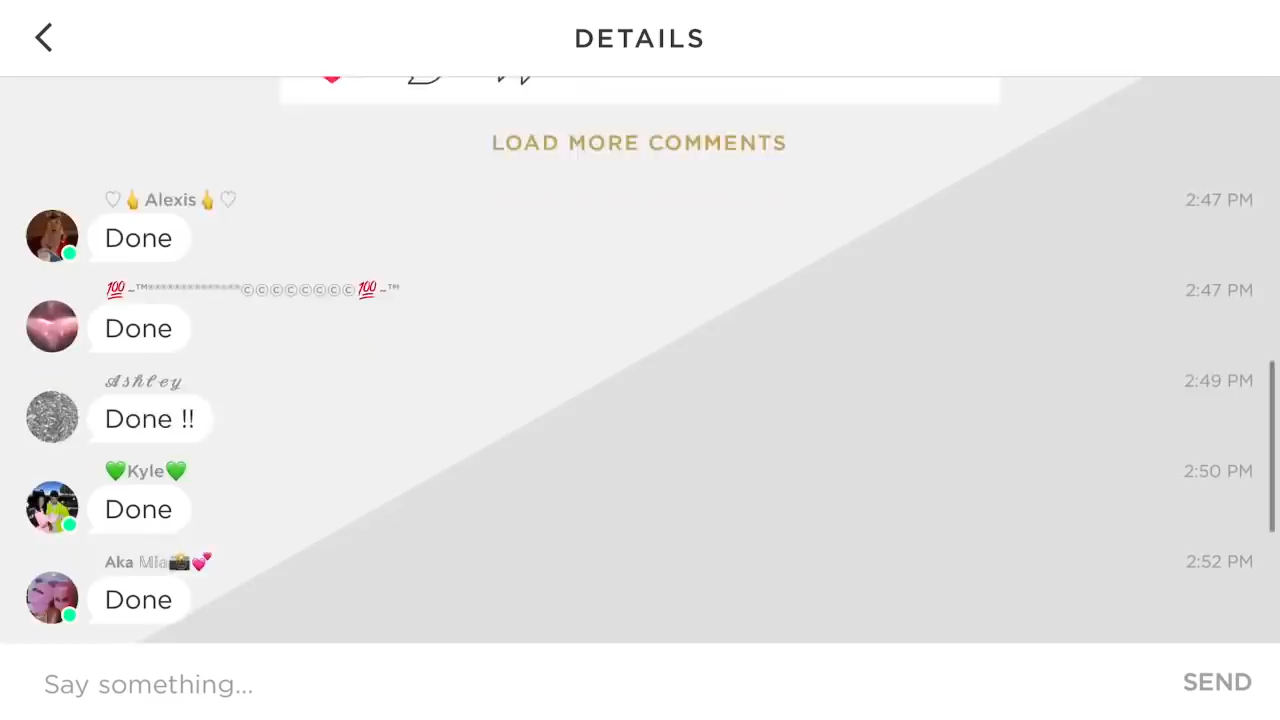 DETAILS
LOAD MORE COMMENTS
♡🖕Alexis🖕♡ 2:47 PM
Done
2:47 PM
Done
𝒜𝓈𝒽𝓁ℯ𝓎 2:49 PM
Done !!
💚Kyle💚 2:50 PM
Done
Aka 𝕄𝕚𝕒📸💕 2:52 PM
Done
Say something... SEND